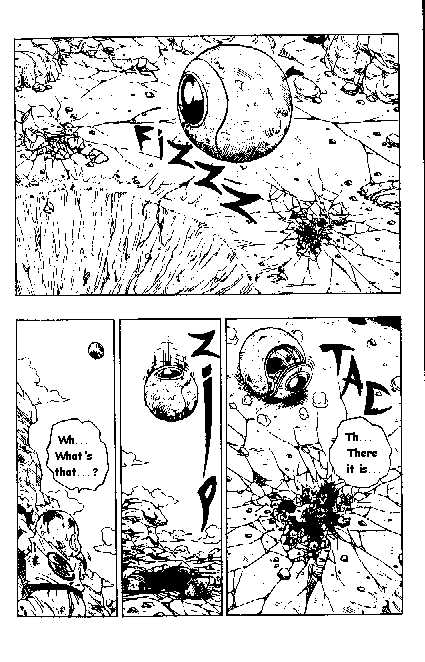 FiZZZ
Wh...
What's
that....?
Zip
TAC
Th...
There
it is...